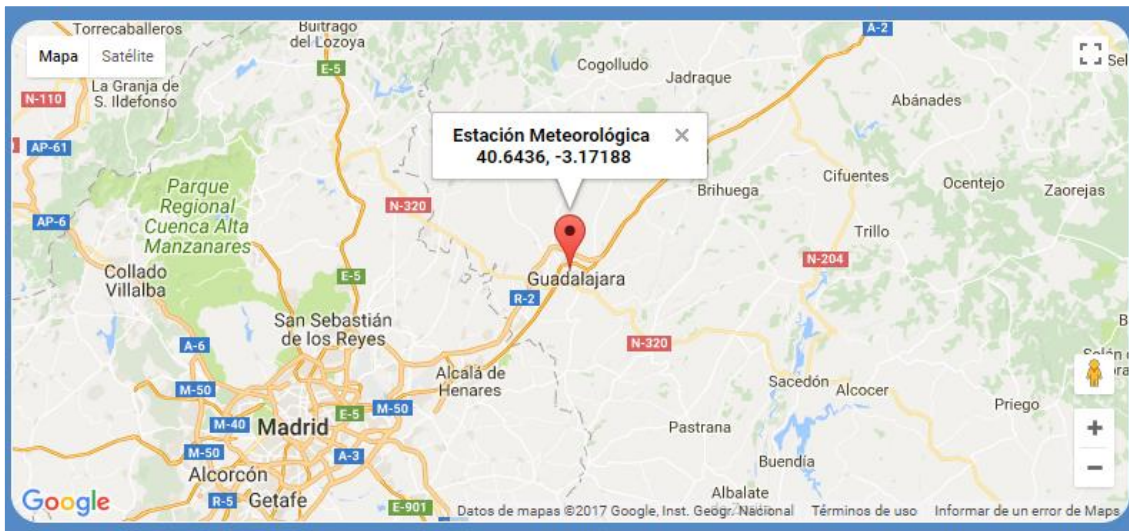 Torrecaballeros
Buitrago
del Lozoya
A-2
Mapa
Satélite
E-5
Cogolludo
Jadraque
Sel
La Granja de
S. Ildefonso
N-110
Abánades
Estación Meteorológica
40.6436, -3.17188
AP-61
Parque
Regional
Cuenca Alta
Manzanares
N-320
Brihuega
Cifuentes
Ocentejo
Zaorejas
AP-6
Trillo
N-204
Collado
Villalba
E-5
Guadalajara
R-2
San Sebastián
de los Reyes
A-6
N-320
Alcalá de
Henares
M-50
Sacedón
Alcocer
Priego
M-40
Madrid
E-5
M-50
Pastrana
M-50
A-3
Buendía
Alcorcón
R-5
Getafe
E-901
Albalate
Google
Datos de mapas ©2017 Google, Inst. Geogr. Nacional
Términos de uso
Informar de un error de Maps